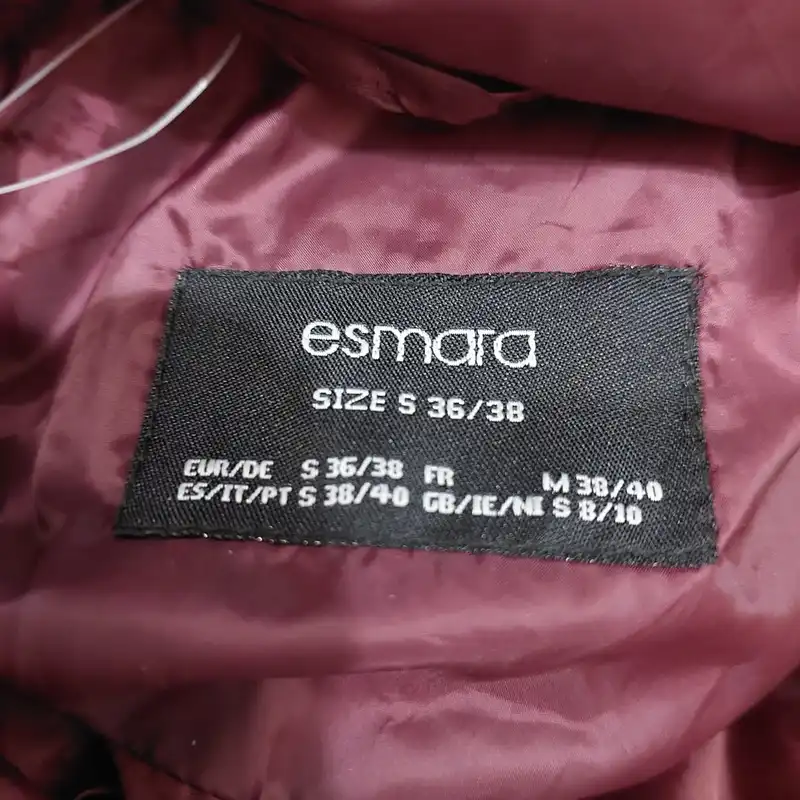 esmara
SIZE S 36/38
EUR/DE S 36/38 FR M 38/40
ES/IT/PT S 38/40 GB/IE/NI S 8/10